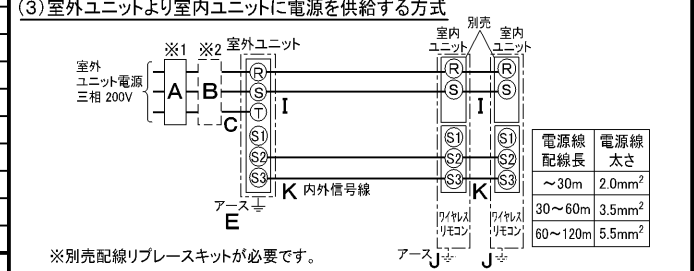 (3)室外ユニットより室内ユニットに電源を供給する方式
別売
※1 ※2 室外ユニット
室内
ユニット
室内
ユニット
室外
ユニット電源
三相 200V
A
B
C
R
S
T
S1
S2
S3
I
R
S
S1
S2
S3
I
R
S
S1
S2
S3
K 内外信号線
K
アース
E
ワイヤレス
リモコン
ワイヤレス
リモコン
アース J
J
電源線
配線長
電源線
太さ
~30m 2.0mm²
30~60m 3.5mm²
60~120m 5.5mm²
※別売配線リプレースキットが必要です。